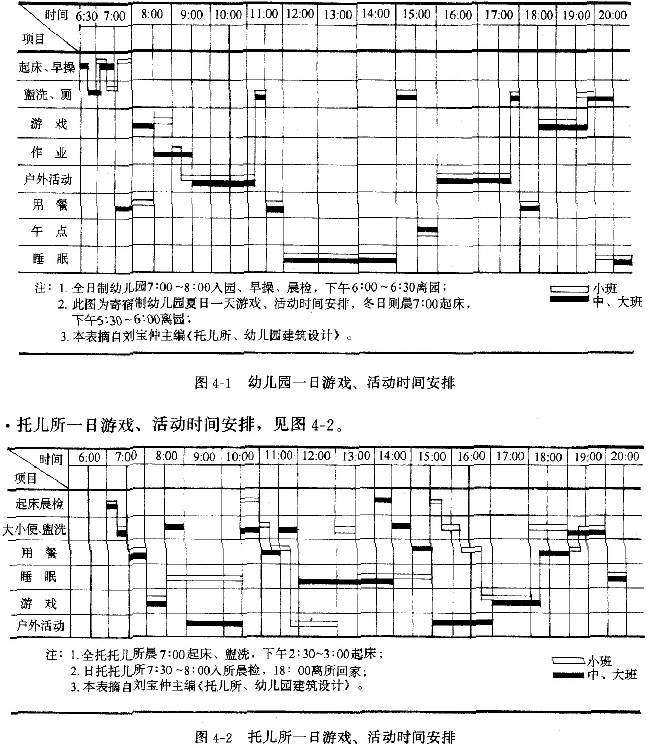 时间
项目
6:30 7:00 8:00 9:00 10:00 11:00 12:00 13:00 14:00 15:00 16:00 17:00 18:00 19:00 20:00
起床、早操
盥洗、厕
游 戏
作 业
户外活动
用 餐
午 点
睡 眠
注：1. 全日制幼儿园7:00~8:00入园、早操、晨检，下午6:00~6:30离园；
2. 此图为寄宿制幼儿园夏日一天游戏、活动时间安排，冬日则晨7:00起床，
下午5:30~6:00离园；
3. 本表摘自刘宝仲主编《托儿所、幼儿园建筑设计》。
小班
中、大班
图 4-1 幼儿园一日游戏、活动时间安排
·托儿所一日游戏、活动时间安排，见图 4-2。
时间
项目
6:00 7:00 8:00 9:00 10:00 11:00 12:00 13:00 14:00 15:00 16:00 17:00 18:00 19:00 20:00
起床晨检
大小便、盥洗
用 餐
睡 眠
游 戏
户外活动
注：1. 全托托儿所晨7:00起床、盥洗，下午2:30~3:00起床；
2. 日托托儿所7:30~8:00入所晨检，18:00离所回家；
3. 本表摘自刘宝仲主编《托儿所、幼儿园建筑设计》。
小班
中、大班
图 4-2 托儿所一日游戏、活动时间安排